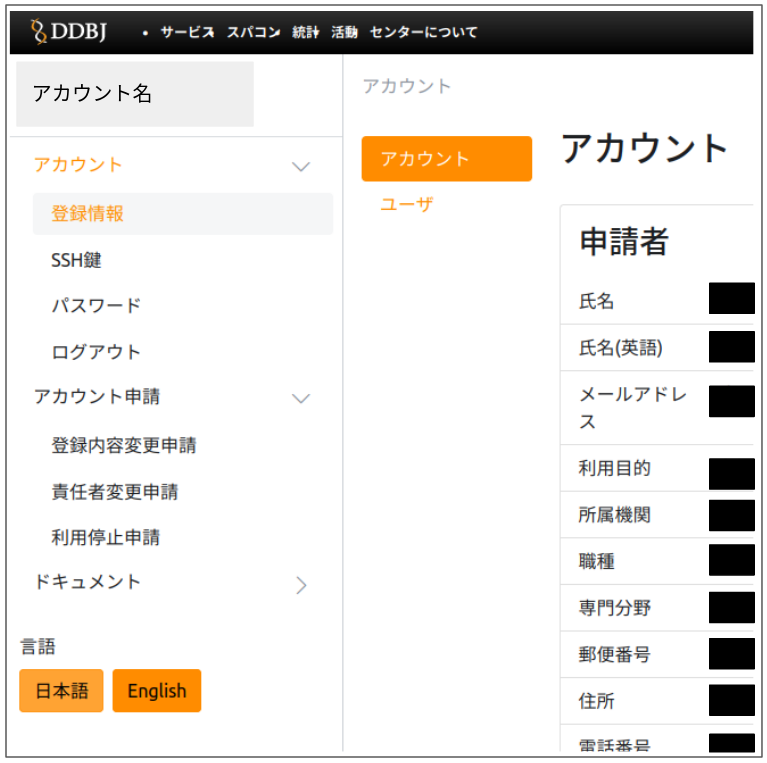 DDBJ ・ サービス スパコン 統計 活動 センターについて
アカウント名
アカウント
登録情報
SSH鍵
パスワード
ログアウト
アカウント申請
登録内容変更申請
責任者変更申請
利用停止申請
ドキュメント
言語
日本語 English
アカウント
アカウント
ユーザ
アカウント
申請者
氏名
氏名(英語)
メールアドレ
ス
利用目的
所属機関
職種
専門分野
郵便番号
住所
電話番号